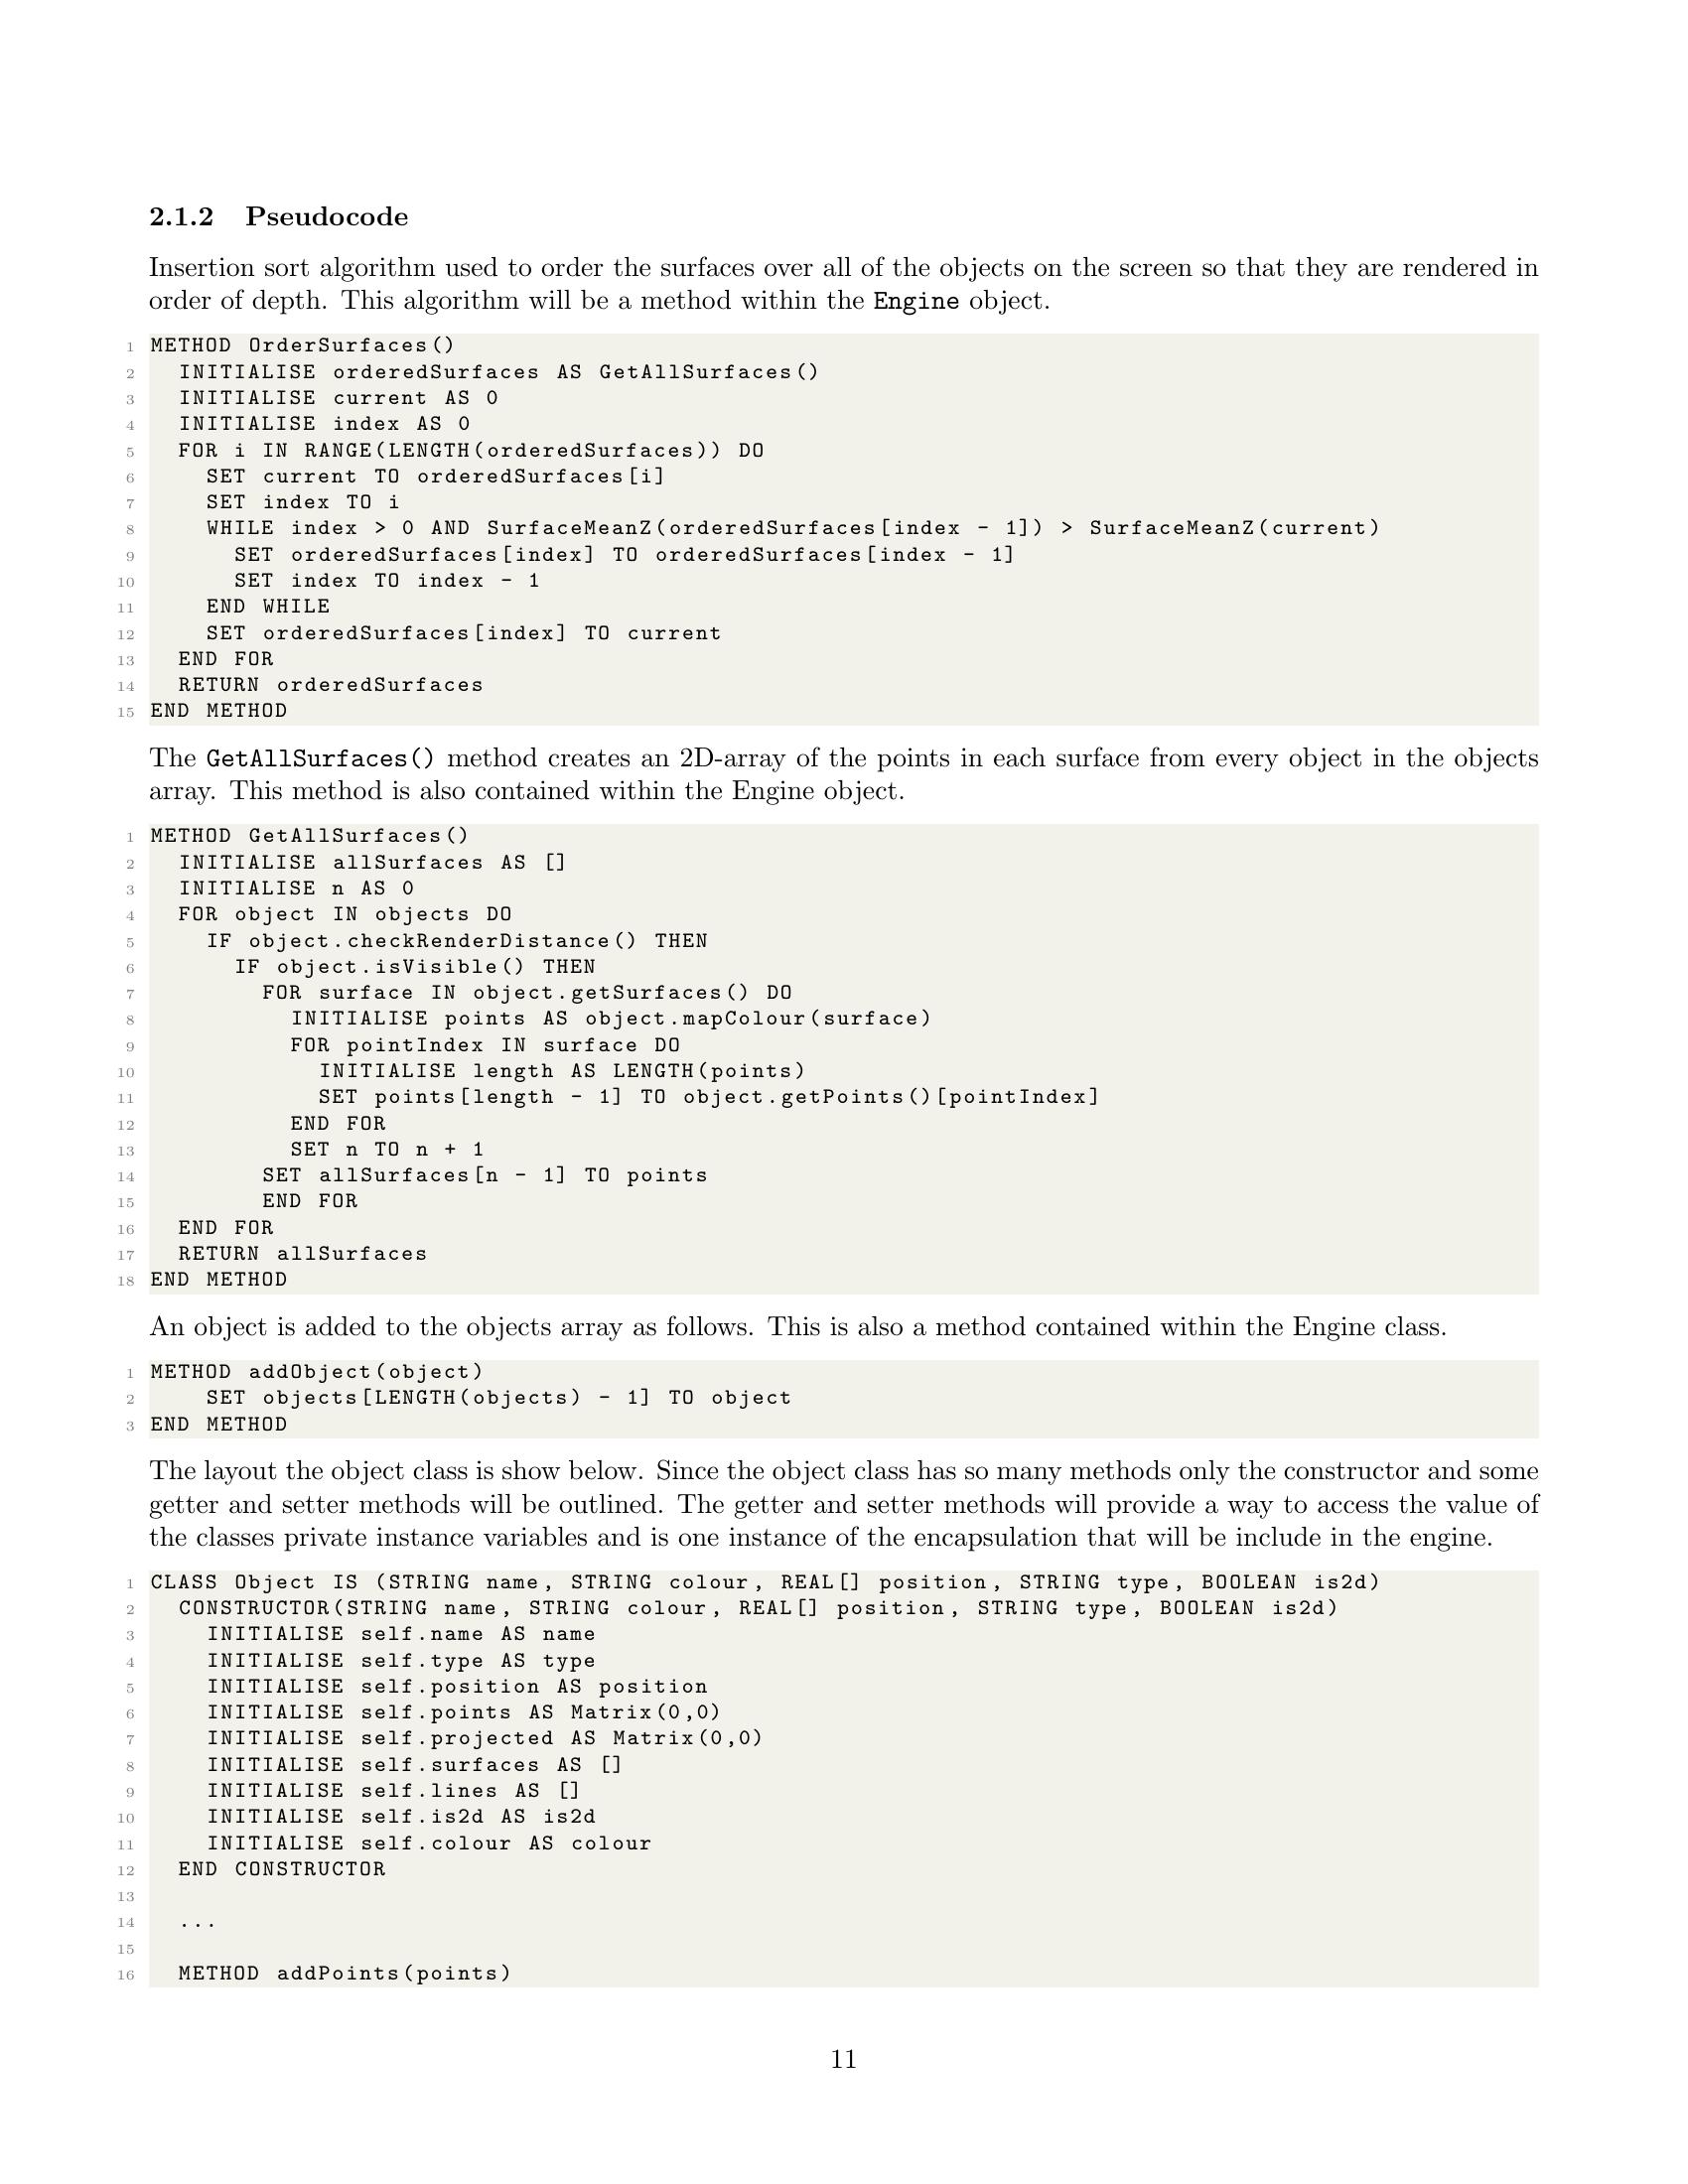 2.1.2 Pseudocode
Insertion sort algorithm used to order the surfaces over all of the objects on the screen so that they are rendered in
order of depth. This algorithm will be a method within the Engine object.
1 METHOD OrderSurfaces()
2   INITIALISE orderedSurfaces AS GetAllSurfaces()
3   INITIALISE current AS 0
4   INITIALISE index AS 0
5   FOR i IN RANGE(LENGTH(orderedSurfaces)) DO
6     SET current TO orderedSurfaces[i]
7     SET index TO i
8     WHILE index > 0 AND SurfaceMeanZ(orderedSurfaces[index - 1]) > SurfaceMeanZ(current)
9       SET orderedSurfaces[index] TO orderedSurfaces[index - 1]
10       SET index TO index - 1
11     END WHILE
12     SET orderedSurfaces[index] TO current
13   END FOR
14   RETURN orderedSurfaces
15 END METHOD
The GetAllSurfaces() method creates an 2D-array of the points in each surface from every object in the objects
array. This method is also contained within the Engine object.
1 METHOD GetAllSurfaces()
2   INITIALISE allSurfaces AS []
3   INITIALISE n AS 0
4   FOR object IN objects DO
5     IF object.checkRenderDistance() THEN
6       IF object.isVisible() THEN
7         FOR surface IN object.getSurfaces() DO
8           INITIALISE points AS object.mapColour(surface)
9           FOR pointIndex IN surface DO
10             INITIALISE length AS LENGTH(points)
11             SET points[length - 1] TO object.getPoints()[pointIndex]
12           END FOR
13           SET n TO n + 1
14         SET allSurfaces[n - 1] TO points
15         END FOR
16   END FOR
17   RETURN allSurfaces
18 END METHOD
An object is added to the objects array as follows. This is also a method contained within the Engine class.
1 METHOD addObject(object)
2     SET objects[LENGTH(objects) - 1] TO object
3 END METHOD
The layout the object class is show below. Since the object class has so many methods only the constructor and some
getter and setter methods will be outlined. The getter and setter methods will provide a way to access the value of
the classes private instance variables and is one instance of the encapsulation that will be include in the engine.
1 CLASS Object IS (STRING name, STRING colour, REAL[] position, STRING type, BOOLEAN is2d)
2   CONSTRUCTOR(STRING name, STRING colour, REAL[] position, STRING type, BOOLEAN is2d)
3     INITIALISE self.name AS name
4     INITIALISE self.type AS type
5     INITIALISE self.position AS position
6     INITIALISE self.points AS Matrix(0,0)
7     INITIALISE self.projected AS Matrix(0,0)
8     INITIALISE self.surfaces AS []
9     INITIALISE self.lines AS []
10     INITIALISE self.is2d AS is2d
11     INITIALISE self.colour AS colour
12   END CONSTRUCTOR
13
14   ...
15
16   METHOD addPoints(points)
11